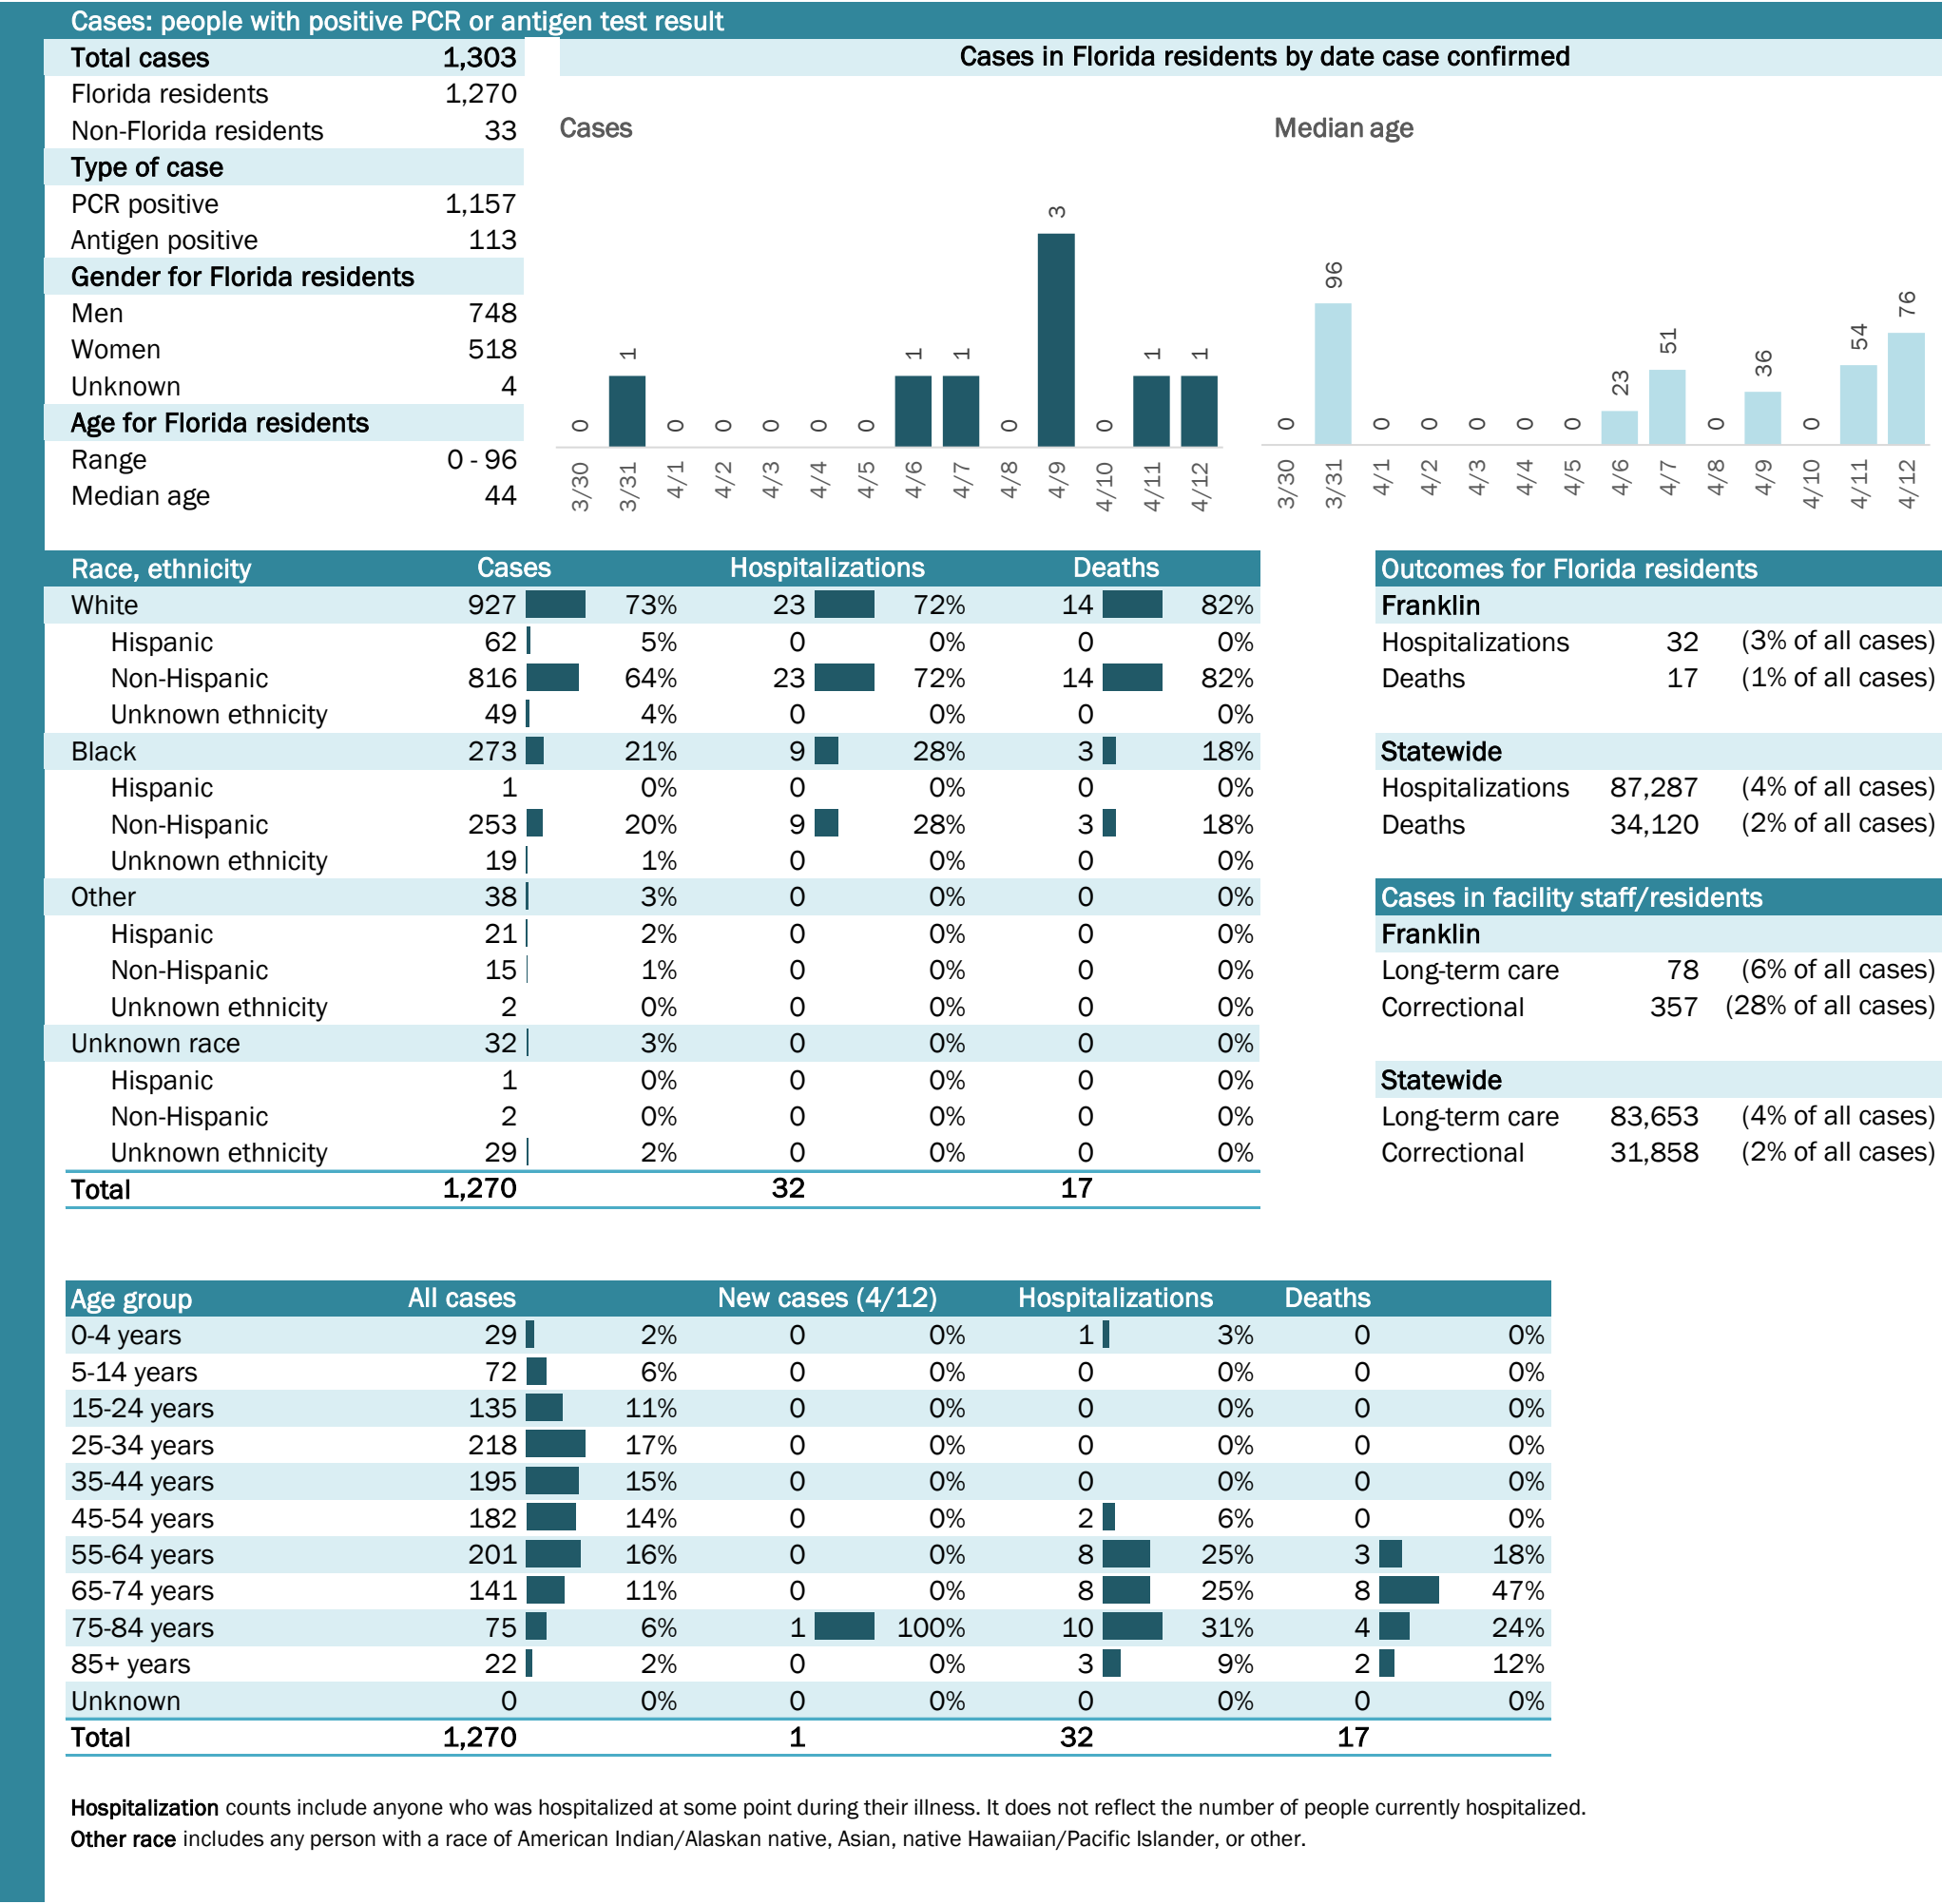 Cases: people with positive PCR or antigen test result
Total cases 1,303
Florida residents 1,270
Non-Florida residents 33
Type of case
PCR positive 1,157
Antigen positive 113
Gender for Florida residents
Men 748
Women 518
Unknown 4
Age for Florida residents
Range 0 - 96
Median age 44
Cases in Florida residents by date case confirmed
Cases
0 1 0 0 0 0 0 1 1 0 3 0 1 1
3/30 3/31 4/1 4/2 4/3 4/4 4/5 4/6 4/7 4/8 4/9 4/10 4/11 4/12
Median age
0 96 0 0 0 0 0 23 51 0 36 0 54 76
3/30 3/31 4/1 4/2 4/3 4/4 4/5 4/6 4/7 4/8 4/9 4/10 4/11 4/12
Race, ethnicity Cases Hospitalizations Deaths
White 927 73% 23 72% 14 82%
Hispanic 62 5% 0 0% 0 0%
Non-Hispanic 816 64% 23 72% 14 82%
Unknown ethnicity 49 4% 0 0% 0 0%
Black 273 21% 9 28% 3 18%
Hispanic 1 0% 0 0% 0 0%
Non-Hispanic 253 20% 9 28% 3 18%
Unknown ethnicity 19 1% 0 0% 0 0%
Other 38 3% 0 0% 0 0%
Hispanic 21 2% 0 0% 0 0%
Non-Hispanic 15 1% 0 0% 0 0%
Unknown ethnicity 2 0% 0 0% 0 0%
Unknown race 32 3% 0 0% 0 0%
Hispanic 1 0% 0 0% 0 0%
Non-Hispanic 2 0% 0 0% 0 0%
Unknown ethnicity 29 2% 0 0% 0 0%
Total 1,270 32 17
Outcomes for Florida residents
Franklin
Hospitalizations 32 (3% of all cases)
Deaths 17 (1% of all cases)
Statewide
Hospitalizations 87,287 (4% of all cases)
Deaths 34,120 (2% of all cases)
Cases in facility staff/residents
Franklin
Long-term care 78 (6% of all cases)
Correctional 357 (28% of all cases)
Statewide
Long-term care 83,653 (4% of all cases)
Correctional 31,858 (2% of all cases)
Age group All cases New cases (4/12) Hospitalizations Deaths
0-4 years 29 2% 0 0% 1 3% 0 0%
5-14 years 72 6% 0 0% 0 0% 0 0%
15-24 years 135 11% 0 0% 0 0% 0 0%
25-34 years 218 17% 0 0% 0 0% 0 0%
35-44 years 195 15% 0 0% 0 0% 0 0%
45-54 years 182 14% 0 0% 2 6% 0 0%
55-64 years 201 16% 0 0% 8 25% 3 18%
65-74 years 141 11% 0 0% 8 25% 8 47%
75-84 years 75 6% 1 100% 10 31% 4 24%
85+ years 22 2% 0 0% 3 9% 2 12%
Unknown 0 0% 0 0% 0 0% 0 0%
Total 1,270 1 32 17
Hospitalization counts include anyone who was hospitalized at some point during their illness. It does not reflect the number of people currently hospitalized.
Other race includes any person with a race of American Indian/Alaskan native, Asian, native Hawaiian/Pacific Islander, or other.